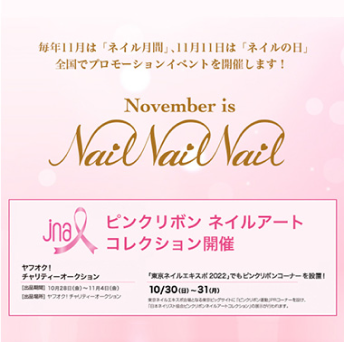 毎年11月は「ネイル月間」、11月11日は「ネイルの日」
全国でプロモーションイベントを開催します！
November is
Nail Nail Nail
jna
ピンクリボン ネイルアート
コレクション開催
ヤフオク！
チャリティーオークション
[出品期間] 10月28日(金)～11月4日(金)
[出品場所] ヤフオク！チャリティーオークション
「東京ネイルエキスポ2022」でもピンクリボンコーナーを設置！
10/30(日)～31(月)